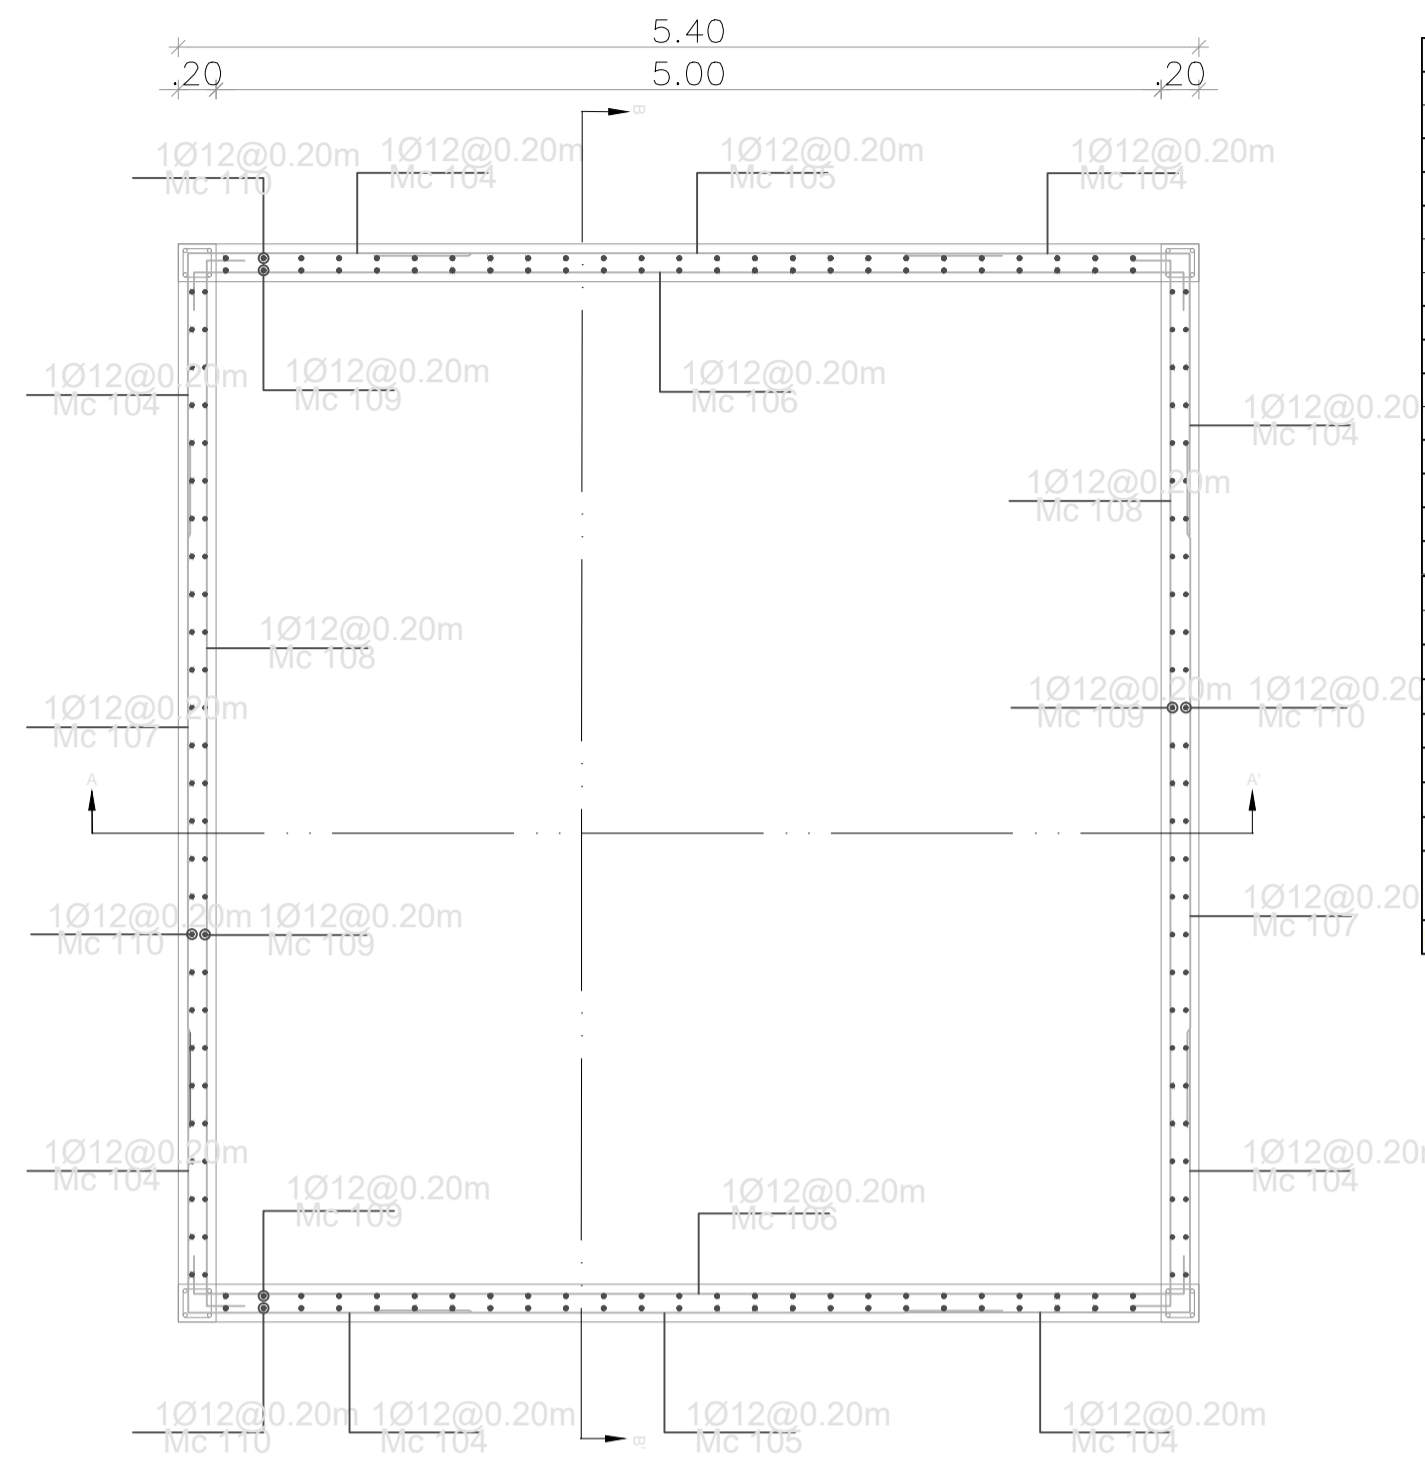 5.40
.20 5.00 .20
B
1Ø12@0.20m 1Ø12@0.20m 1Ø12@0.20m 1Ø12@0.20m
Mc 110 Mc 104 Mc 105 Mc 104
1Ø12@0.20m 1Ø12@0.20m 1Ø12@0.20m
Mc 104 Mc 109 Mc 106
1Ø12@0.20
Mc 104
1Ø12@0.20m
Mc 108
1Ø12@0.20m
Mc 108
1Ø12@0.20m 1Ø12@0.20m 1Ø12@0.20
Mc 107 Mc 109 Mc 110
A A'
1Ø12@0.20m 1Ø12@0.20m 1Ø12@0.20
Mc 110 Mc 109 Mc 107
1Ø12@0.20m 1Ø12@0.20
Mc 104 Mc 104
1Ø12@0.20m 1Ø12@0.20m
Mc 109 Mc 106
1Ø12@0.20m 1Ø12@0.20m 1Ø12@0.20m 1Ø12@0.20m
Mc 110 Mc 104 Mc 105 Mc 104
B'